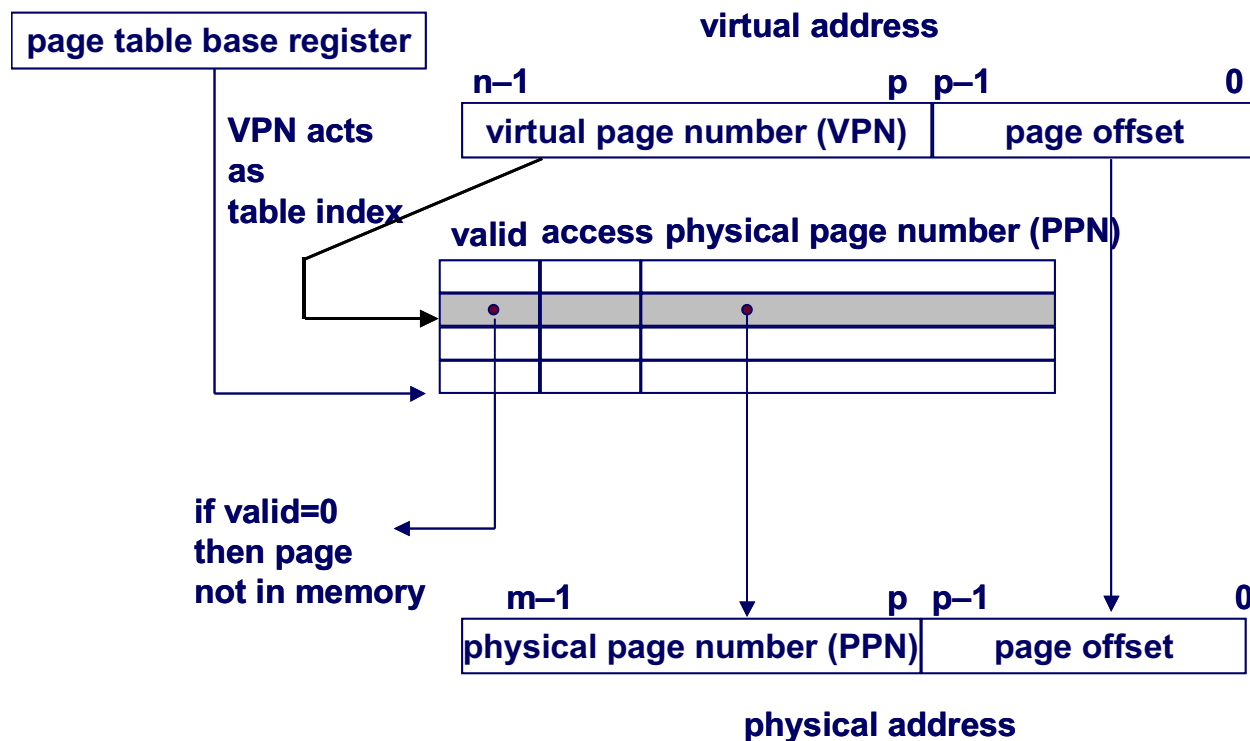 page table base register
virtual address
n–1 p p–1 0
virtual page number (VPN) page offset
VPN acts
as
table index
valid access physical page number (PPN)
if valid=0
then page
not in memory
m–1 p p–1 0
physical page number (PPN) page offset
physical address